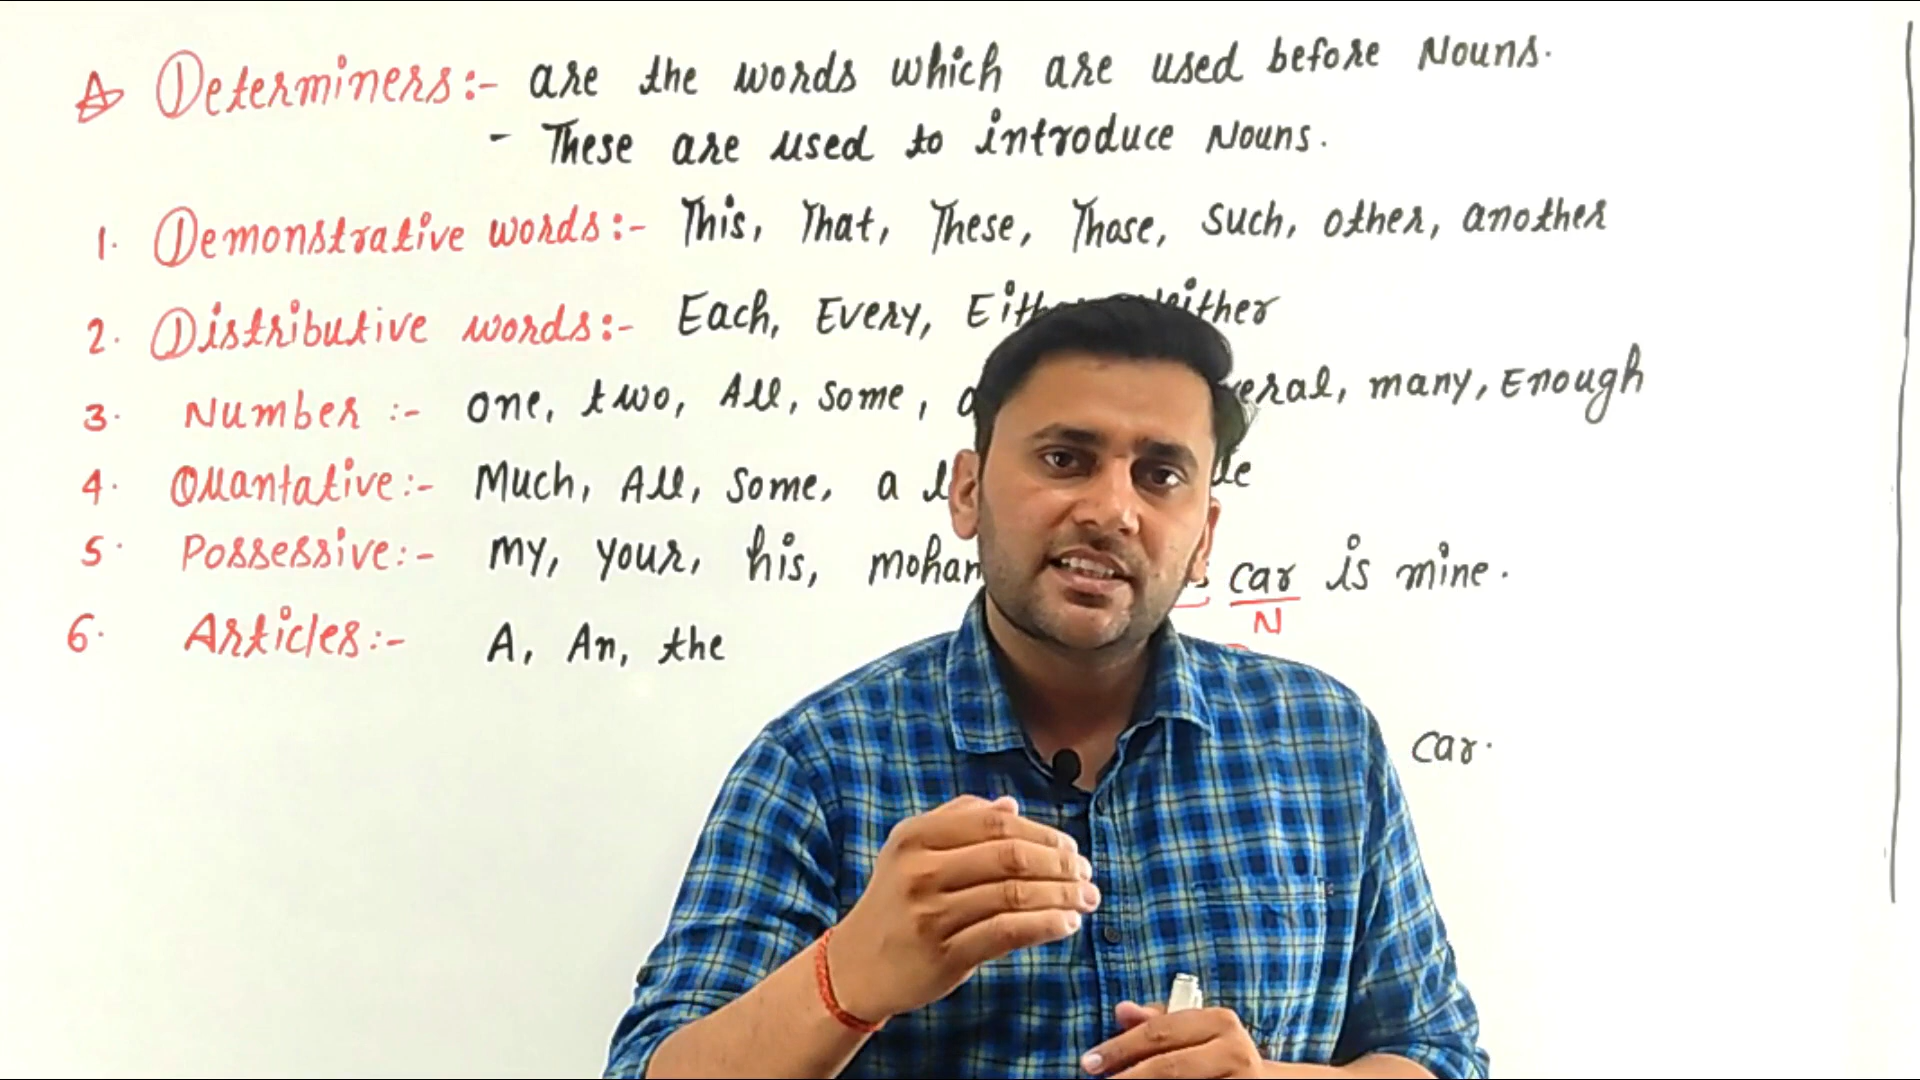 A Determiners:- are the words which are used before Nouns.
- These are used to introduce Nouns.
1. Demonstrative words:- This, That, These, Those, such, other, another
2. Distributive words:- Each, Every,
3. Number :- one, two, All, some, many, Enough
4. Quantative:- Much, All, some, a
5. Possessive:- my, your, his, car is mine.
N
6. Articles:- A, An, the
car.